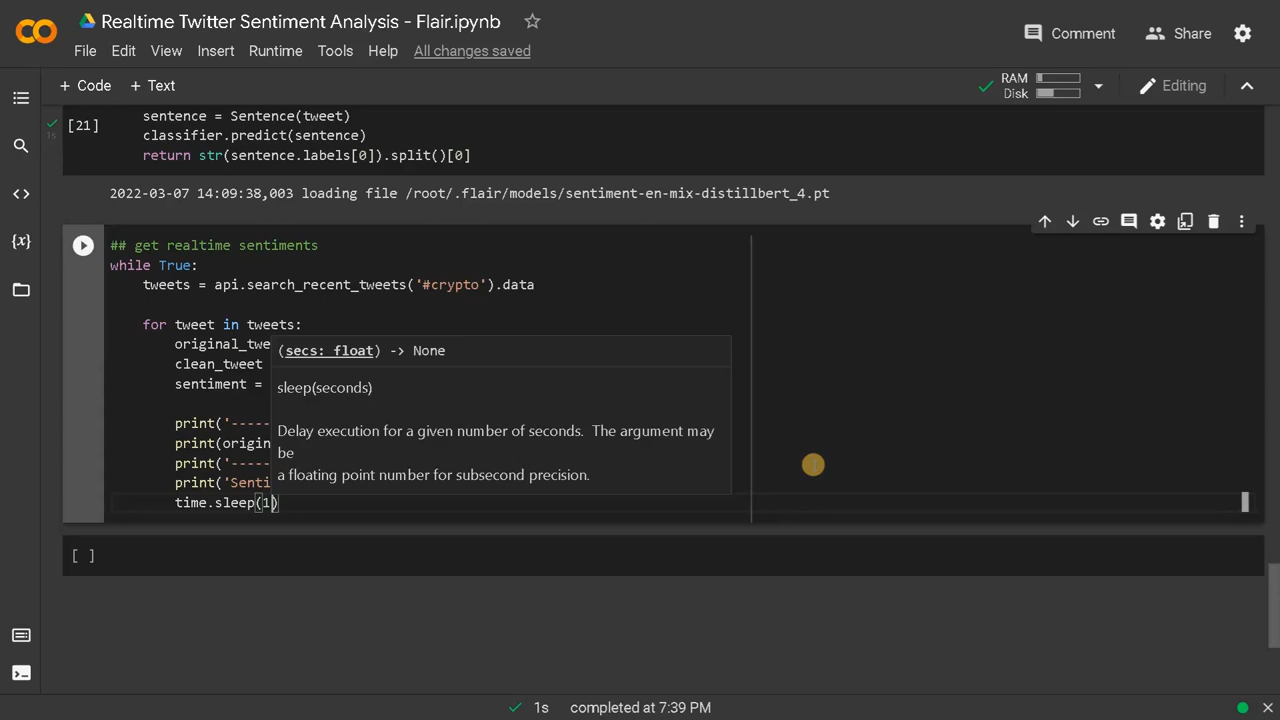 Realtime Twitter Sentiment Analysis - Flair.ipynb
Comment
Share
File Edit View Insert Runtime Tools Help All changes saved
+ Code + Text
RAM
Disk
Editing
[21]
1s
sentence = Sentence(tweet)
classifier.predict(sentence)
return str(sentence.labels[0]).split()[0]
2022-03-07 14:09:38,003 loading file /root/.flair/models/sentiment-en-mix-distillbert_4.pt
## get realtime sentiments
while True:
tweets = api.search_recent_tweets('#crypto').data
for tweet in tweets:
original_twe
clean_tweet
sentiment =
print('-----
print(origin
print('-----
print('Senti
time.sleep(1)
(secs: float) -> None
sleep(seconds)
Delay execution for a given number of seconds. The argument may
be
a floating point number for subsecond precision.
[ ]
1s completed at 7:39 PM